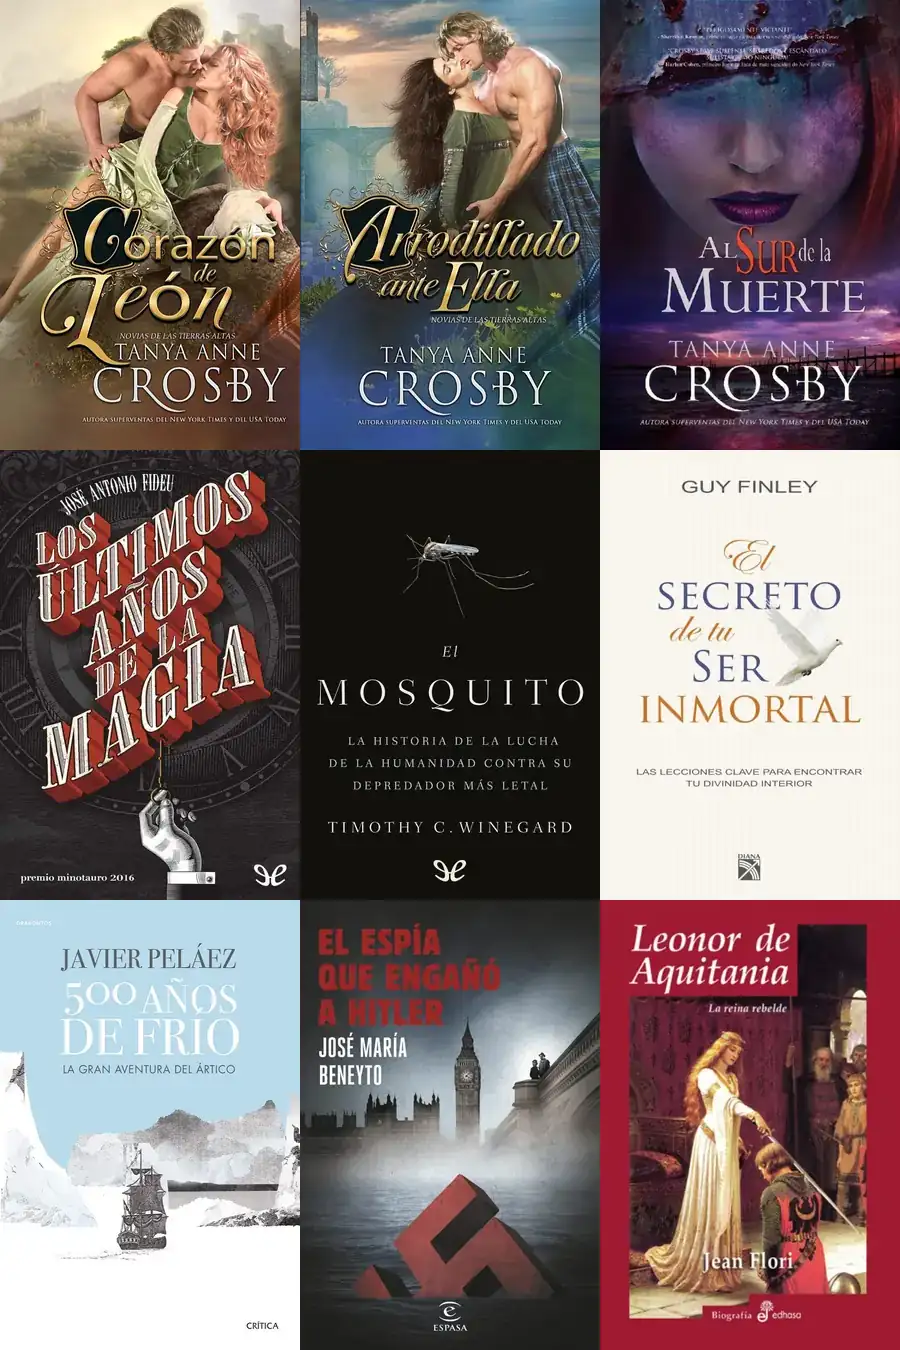 Corazón
de
León
NOVIAS DE LAS TIERRAS ALTAS
TANYA ANNE
CROSBY
AUTORA SUPERVENTAS DEL NEW YORK TIMES Y DEL USA TODAY
Arrodillado
ante Ella
NOVIAS DE LAS TIERRAS ALTAS
TANYA ANNE
CROSBY
AUTORA SUPERVENTAS DEL NEW YORK TIMES Y DEL USA TODAY
AL SUR de la
MUERTE
TANYA ANNE
CROSBY
AUTORA SUPERVENTAS DEL NEW YORK TIMES Y DEL USA TODAY
JOSÉ ANTONIO FIDEU
LOS
ÚLTIMOS
AÑOS
DE LA
MAGIA
premio minotauro 2016
El
MOSQUITO
LA HISTORIA DE LA LUCHA
DE LA HUMANIDAD CONTRA SU
DEPREDADOR MÁS LETAL
TIMOTHY C. WINEGARD
GUY FINLEY
El
SECRETO
de tu
SER
INMORTAL
LAS LECCIONES CLAVE PARA ENCONTRAR
TU DIVINIDAD INTERIOR
DIANA
JAVIER PELÁEZ
500 AÑOS
DE FRÍO
LA GRAN AVENTURA DEL ÁRTICO
CRÍTICA
EL ESPÍA
QUE ENGAÑÓ
A HITLER
JOSÉ MARÍA
BENEYTO
e
ESPASA
Leonor de
Aquitania
La reina rebelde
Jean Flori
Biografía edhasa